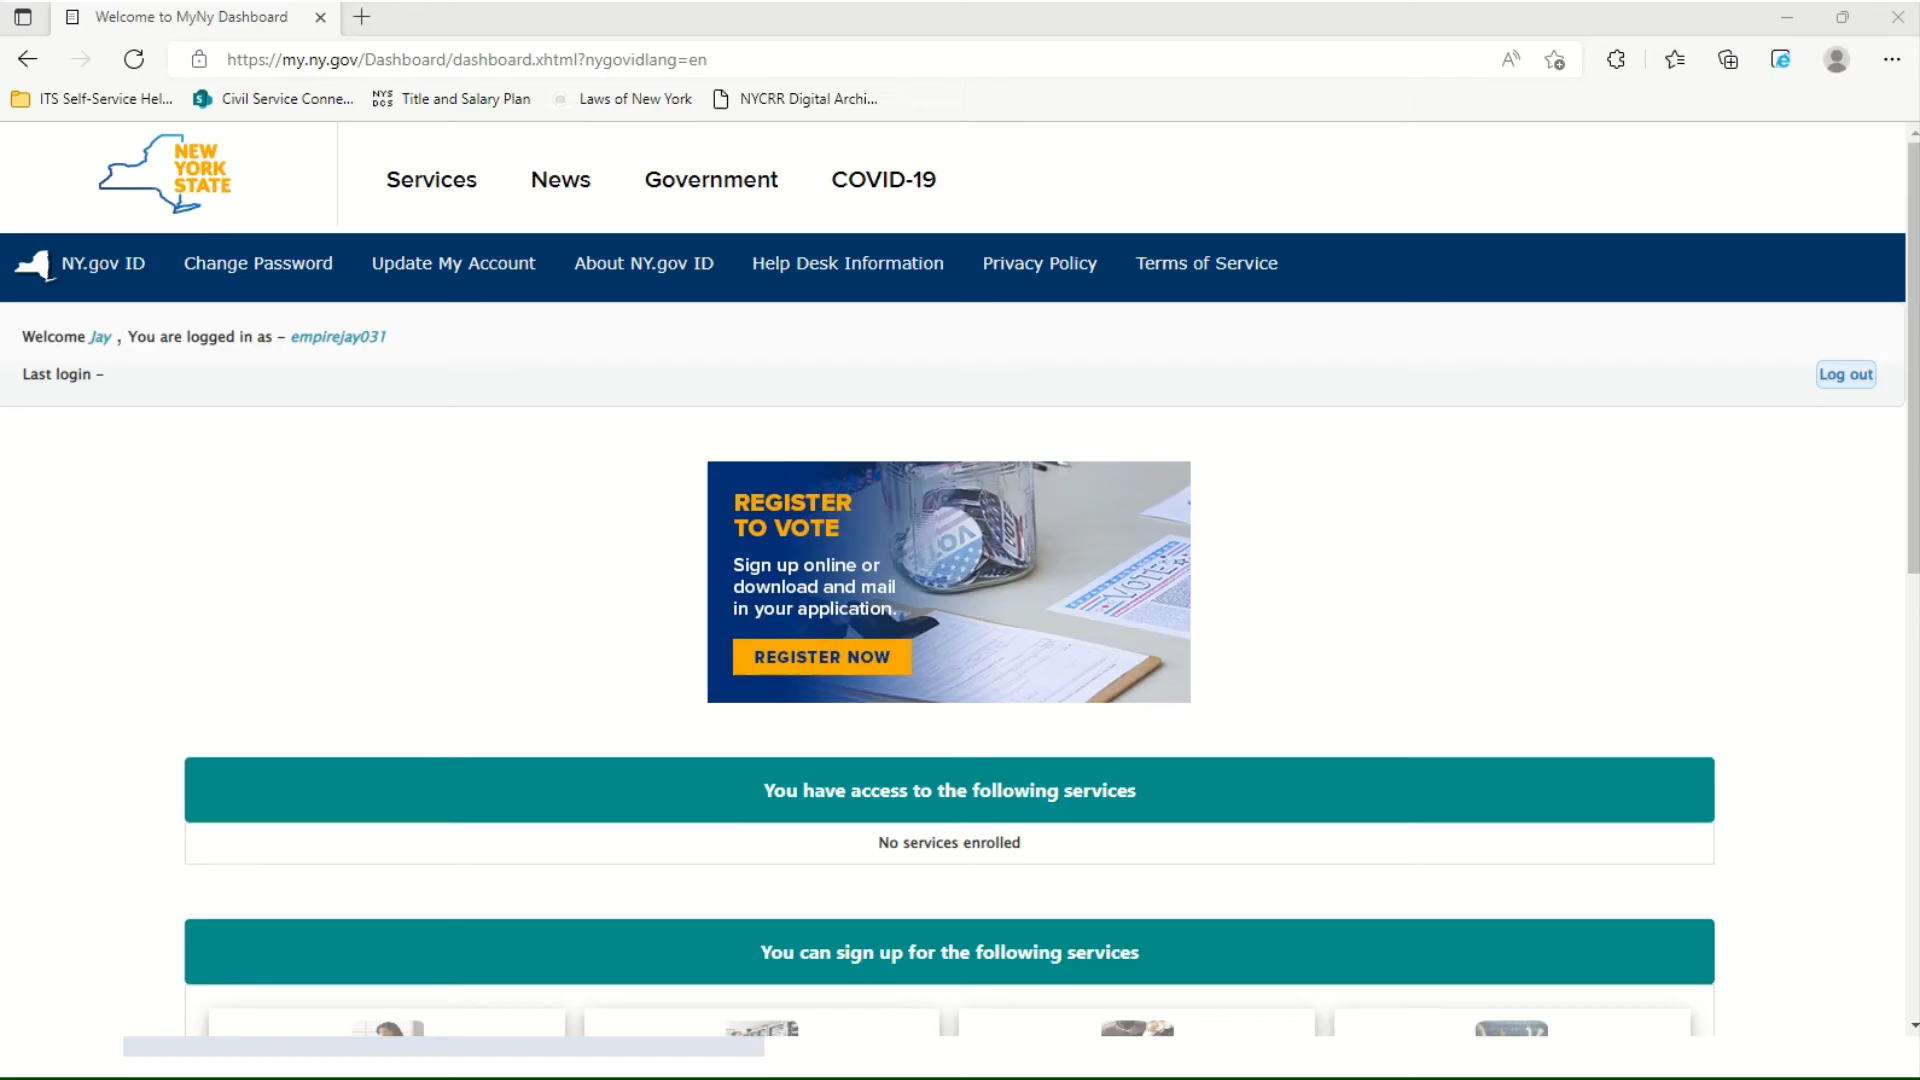 Welcome to MyNy Dashboard
https://my.ny.gov/Dashboard/dashboard.xhtml?nygovidlang=en
ITS Self-Service Hel... Civil Service Conne... NYS DCS Title and Salary Plan Laws of New York NYCRR Digital Archi...
NEW
YORK
STATE
Services News Government COVID-19
NY.gov ID Change Password Update My Account About NY.gov ID Help Desk Information Privacy Policy Terms of Service
Welcome Jay , You are logged in as - empirejay031
Last login -
Log out
REGISTER
TO VOTE
Sign up online or
download and mail
in your application.
REGISTER NOW
VOTE
You have access to the following services
No services enrolled
You can sign up for the following services